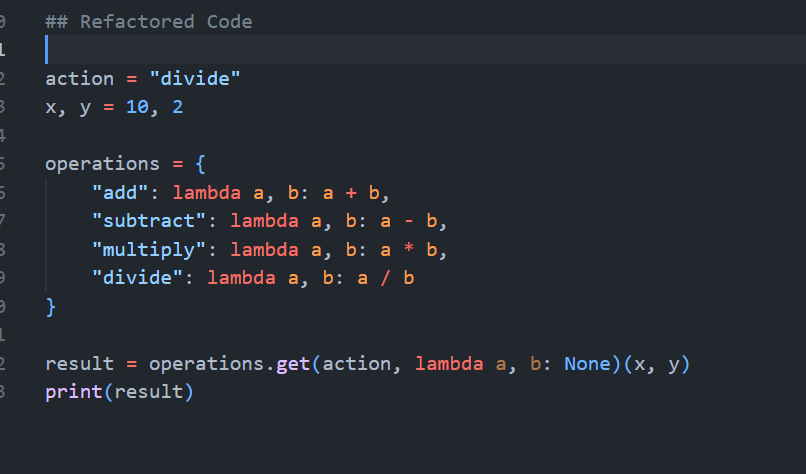 ## Refactored Code
action = "divide"
x, y = 10, 2
operations = {
    "add": lambda a, b: a + b,
    "subtract": lambda a, b: a - b,
    "multiply": lambda a, b: a * b,
    "divide": lambda a, b: a / b
}
result = operations.get(action, lambda a, b: None)(x, y)
print(result)